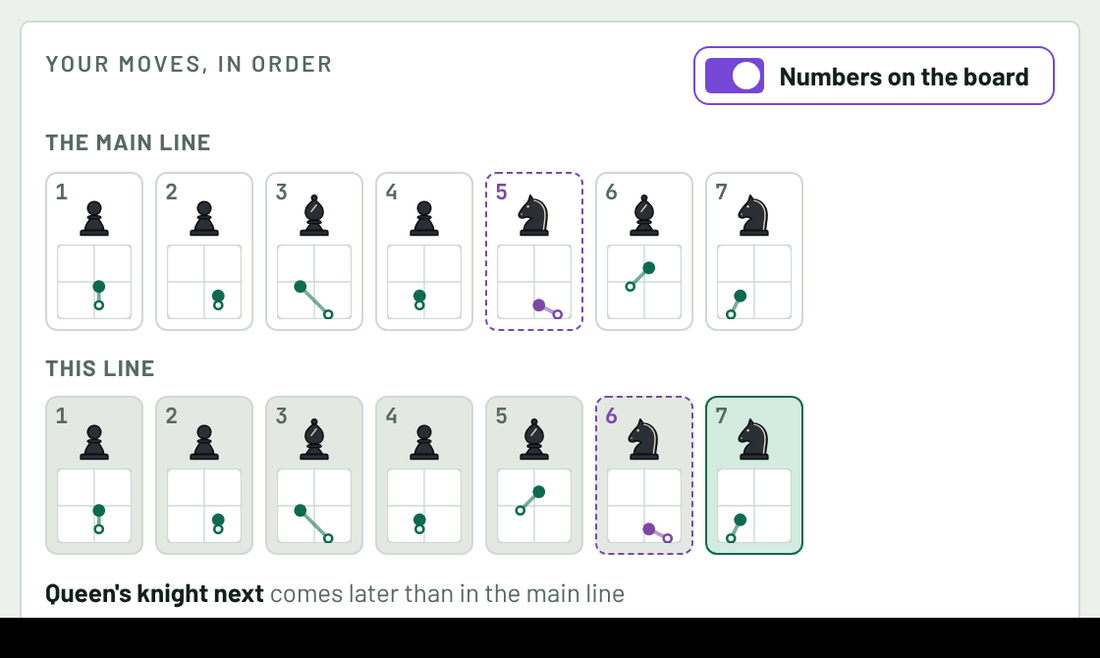 YOUR MOVES, IN ORDER
Numbers on the board
THE MAIN LINE
1 2 3 4 5 6 7
THIS LINE
1 2 3 4 5 6 7
Queen's knight next comes later than in the main line